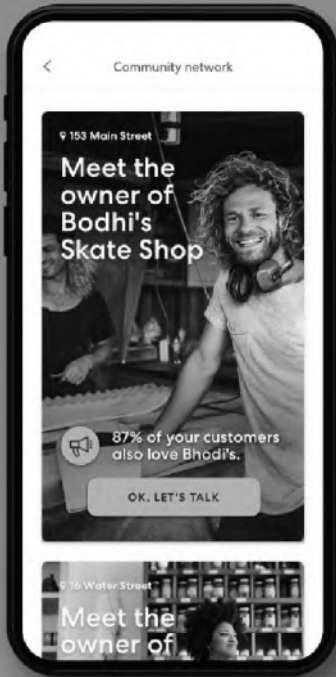 Community network
153 Main Street
Meet the
owner of
Bodhi's
Skate Shop
87% of your customers
also love Bhodi's.
OK, LET'S TALK
16 Water Street
Meet the
owner of